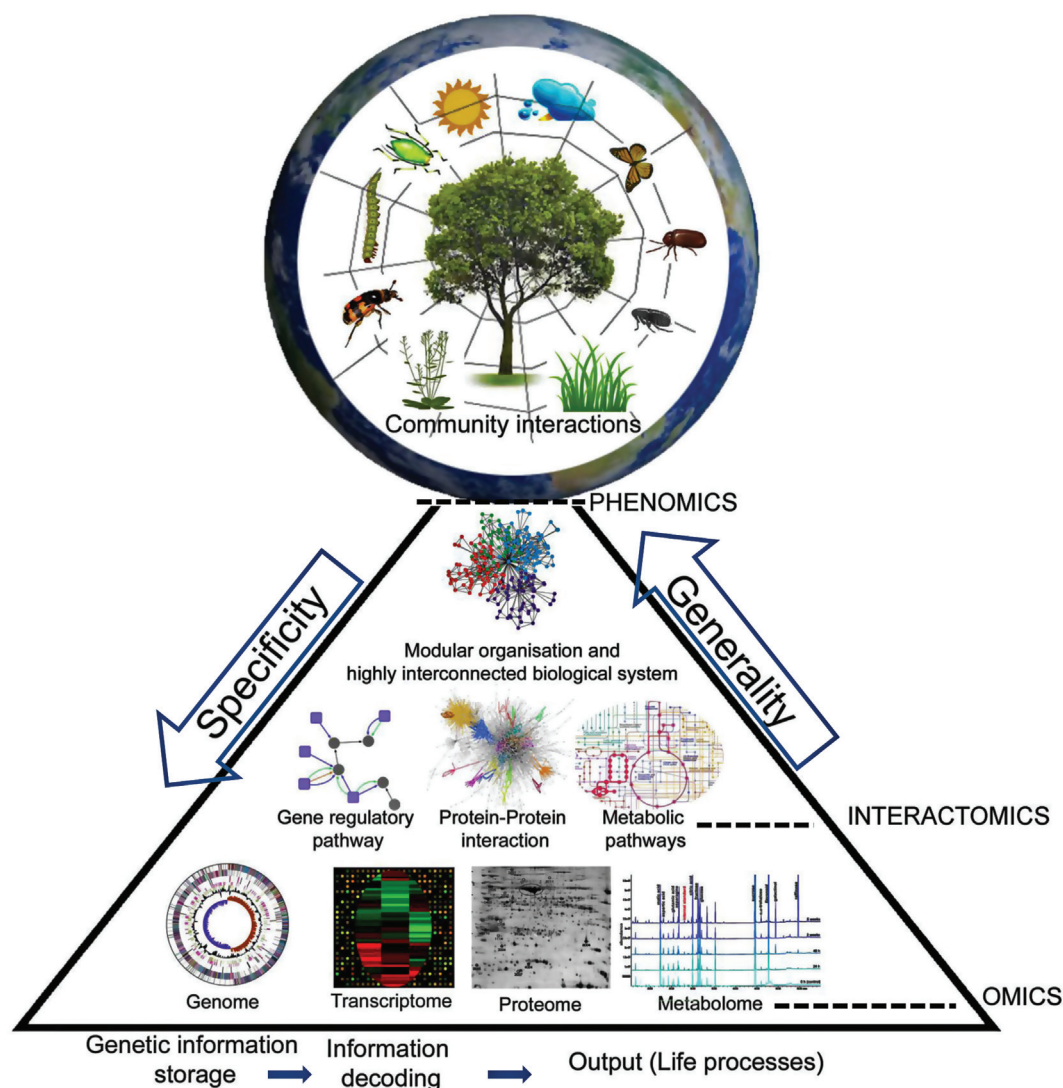 Community interactions
PHENOMICS
Specificity
Generality
Modular organisation and
highly interconnected biological system
Gene regulatory
pathway
Protein-Protein
interaction
Metabolic
pathways
INTERACTOMICS
Genome
Transcriptome
Proteome
Metabolome
OMICS
Genetic information
storage
Information
decoding
Output (Life processes)